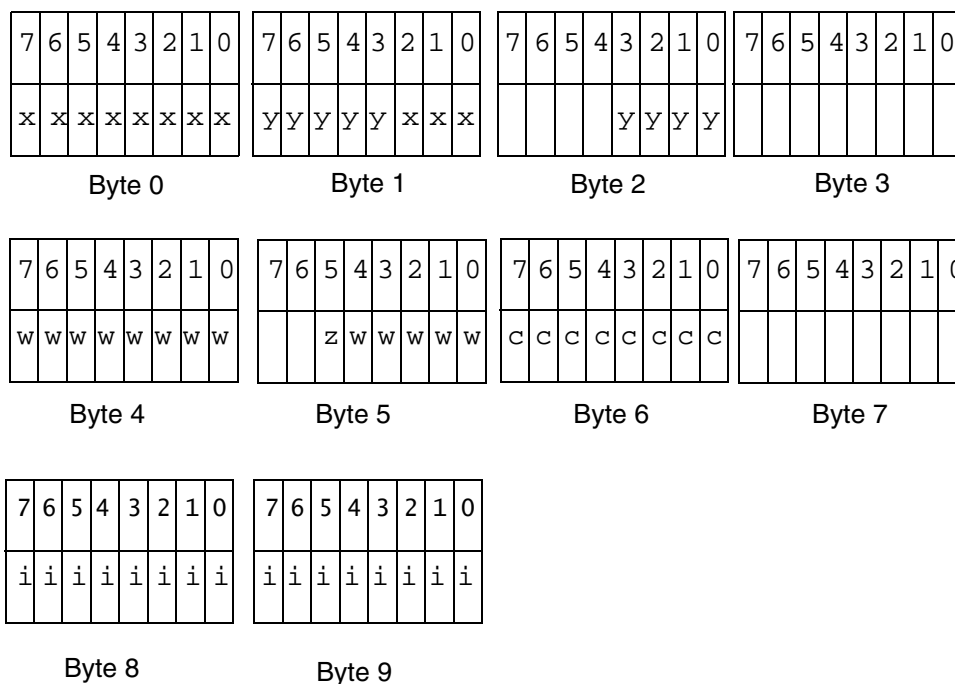 7 6 5 4 3 2 1 0 7 6 5 4 3 2 1 0 7 6 5 4 3 2 1 0 7 6 5 4 3 2 1 0
x x x x x x x x y y y y y x x x y y y y
Byte 0 Byte 1 Byte 2 Byte 3
7 6 5 4 3 2 1 0 7 6 5 4 3 2 1 0 7 6 5 4 3 2 1 0 7 6 5 4 3 2 1 0
w w w w w w w w z w w w w w c c c c c c c c
Byte 4 Byte 5 Byte 6 Byte 7
7 6 5 4 3 2 1 0 7 6 5 4 3 2 1 0
i i i i i i i i i i i i i i i i
Byte 8 Byte 9